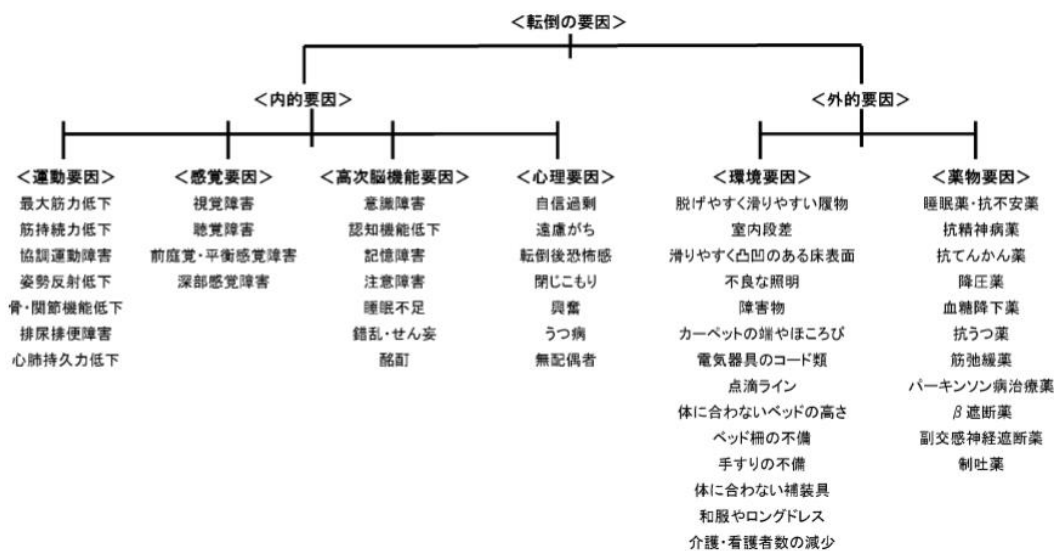 ＜転倒の要因＞
＜内的要因＞
＜外的要因＞
＜運動要因＞
最大筋力低下
筋持続力低下
協調運動障害
姿勢反射低下
骨・関節機能低下
排尿排便障害
心肺持久力低下
＜感覚要因＞
視覚障害
聴覚障害
前庭覚・平衡感覚障害
深部感覚障害
＜高次脳機能要因＞
意識障害
認知機能低下
記憶障害
注意障害
睡眠不足
錯乱・せん妄
酩酊
＜心理要因＞
自信過剰
遠慮がち
転倒後恐怖感
閉じこもり
興奮
うつ病
無配偶者
＜環境要因＞
脱げやすく滑りやすい履物
室内段差
滑りやすく凸凹のある床表面
不良な照明
障害物
カーペットの端やほころび
電気器具のコード類
点滴ライン
体に合わないベッドの高さ
ベッド柵の不備
手すりの不備
体に合わない補装具
和服やロングドレス
介護・看護者数の減少
＜薬物要因＞
睡眠薬・抗不安薬
抗精神病薬
抗てんかん薬
降圧薬
血糖降下薬
抗うつ薬
筋弛緩薬
パーキンソン病治療薬
β遮断薬
副交感神経遮断薬
制吐薬